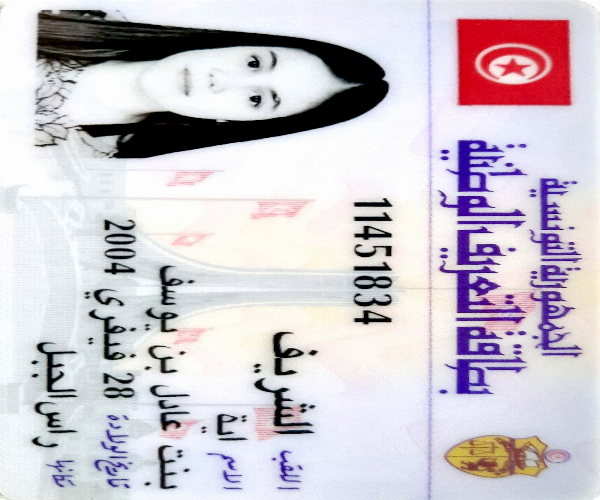 الجمهورية التونسية
بطاقة التعريف الوطنية
11451834
اللقب الشريف
الاسم آية
بنت عادل بن يوسف
تاريخ الولادة 28 فيفري 2004
مكانها راس الجبل